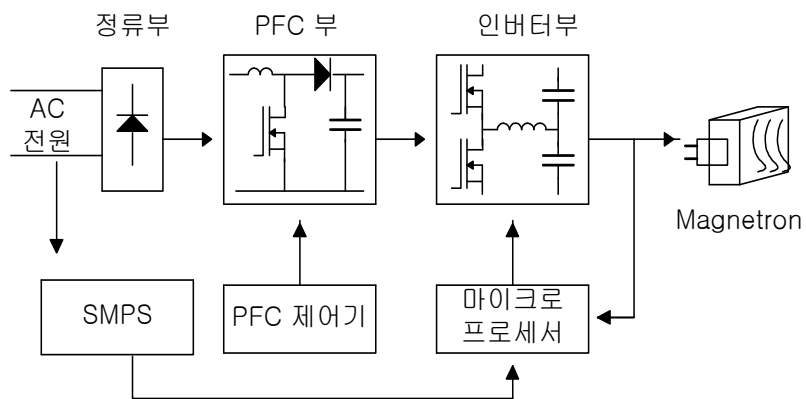 정류부
PFC 부
인버터부
AC
전원
Magnetron
SMPS
PFC 제어기
마이크로
프로세서